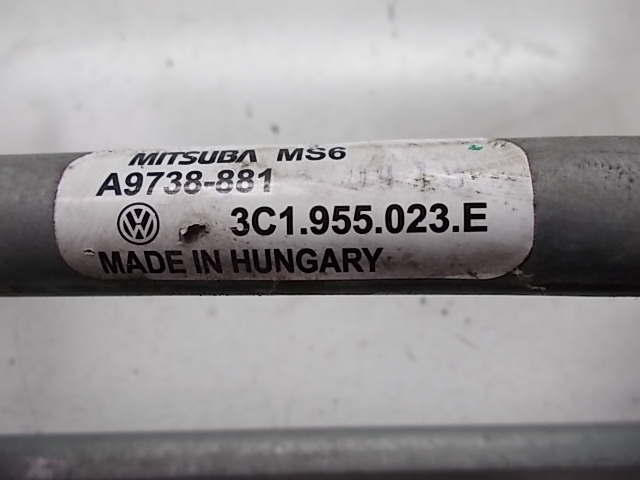 MITSUBA MS6
A9738-881
3C1.955.023.E
MADE IN HUNGARY